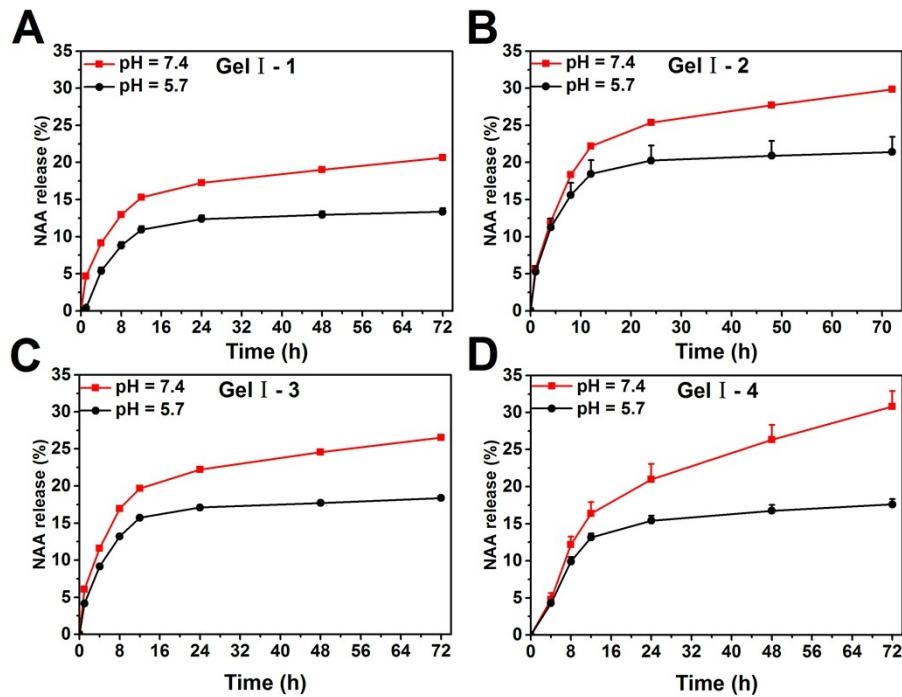 A
Gel I - 1
pH = 7.4
pH = 5.7
NAA release (%)
35
30
25
20
15
10
5
0
0 8 16 24 32 40 48 56 64 72
Time (h)
B
Gel I - 2
pH = 7.4
pH = 5.7
NAA release (%)
35
30
25
20
15
10
5
0
0 10 20 30 40 50 60 70
Time (h)
C
Gel I - 3
pH = 7.4
pH = 5.7
NAA release (%)
35
30
25
20
15
10
5
0
0 8 16 24 32 40 48 56 64 72
Time (h)
D
Gel I - 4
pH = 7.4
pH = 5.7
NAA release (%)
35
30
25
20
15
10
5
0
0 8 16 24 32 40 48 56 64 72
Time (h)